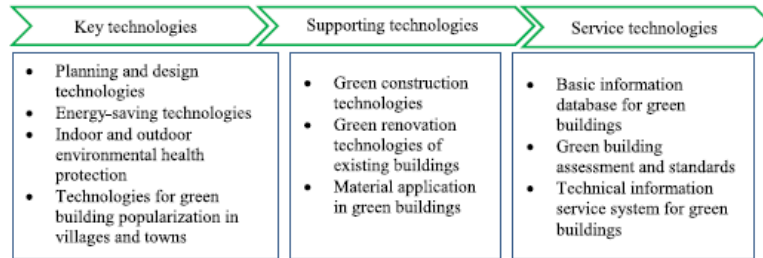 Key technologies
Supporting technologies
Service technologies
• Planning and design
technologies
• Energy-saving technologies
• Indoor and outdoor
environmental health
protection
• Technologies for green
building popularization in
villages and towns
• Green construction
technologies
• Green renovation
technologies of
existing buildings
• Material application
in green buildings
• Basic information
database for green
buildings
• Green building
assessment and standards
• Technical information
service system for green
buildings